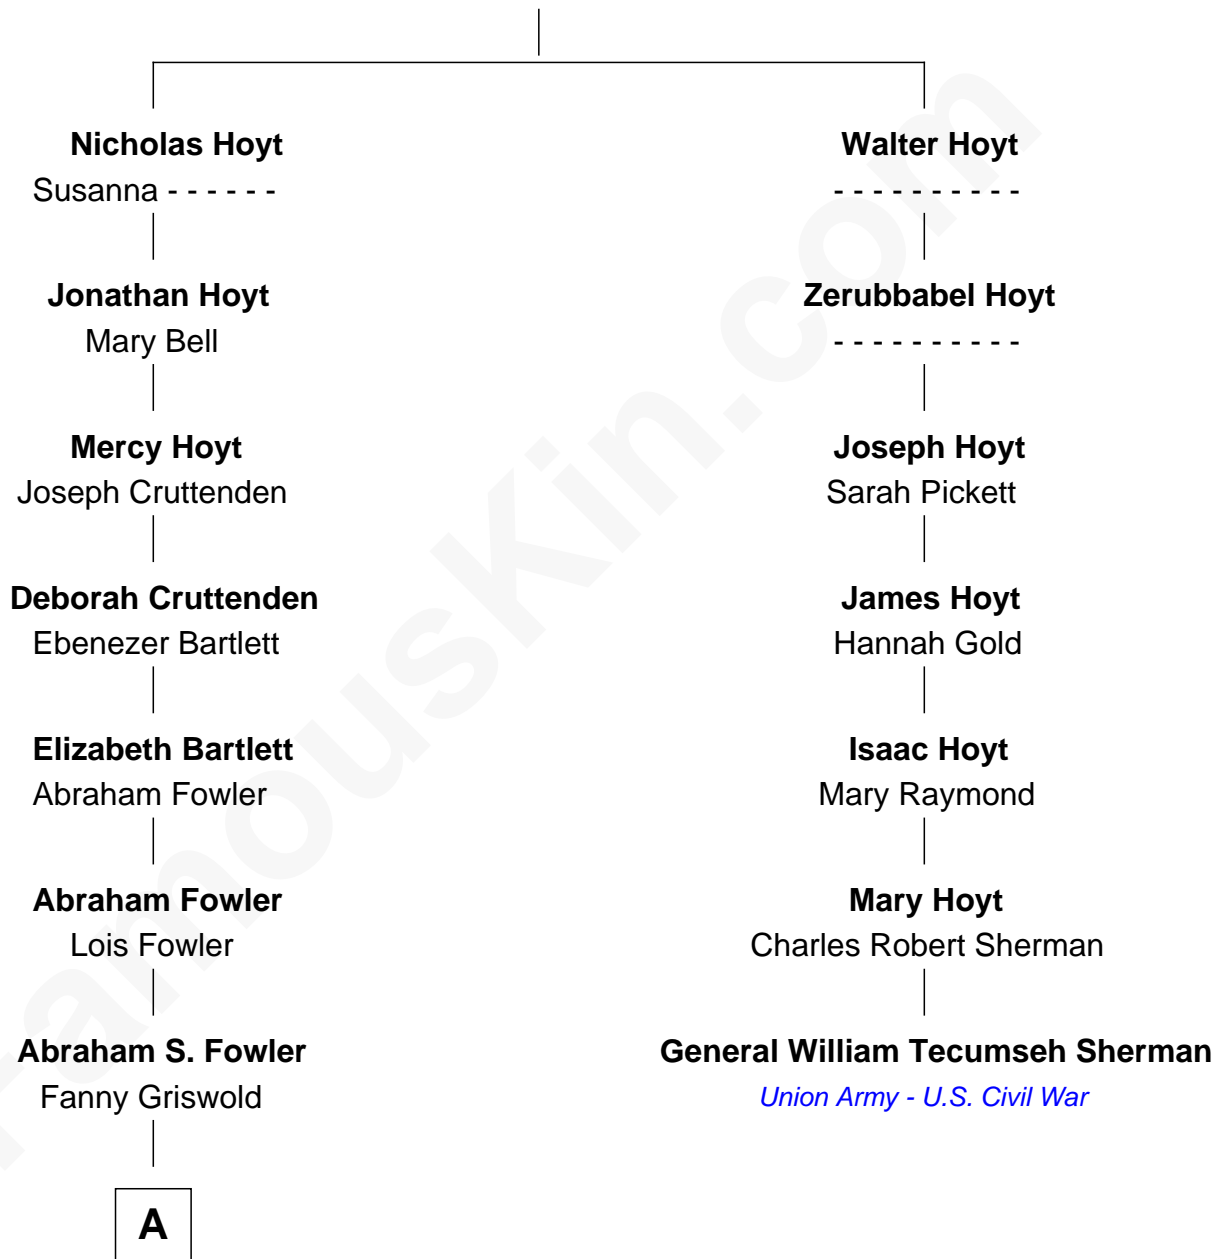 Nicholas Hoyt
Susanna - - - - - -
Walter Hoyt
- - - - - - - - - -
Jonathan Hoyt
Mary Bell
Zerubbabel Hoyt
- - - - - - - - - -
Mercy Hoyt
Joseph Cruttenden
Joseph Hoyt
Sarah Pickett
Deborah Cruttenden
Ebenezer Bartlett
James Hoyt
Hannah Gold
Elizabeth Bartlett
Abraham Fowler
Isaac Hoyt
Mary Raymond
Abraham Fowler
Lois Fowler
Mary Hoyt
Charles Robert Sherman
Abraham S. Fowler
Fanny Griswold
General William Tecumseh Sherman
Union Army - U.S. Civil War
A
FamousKin.com